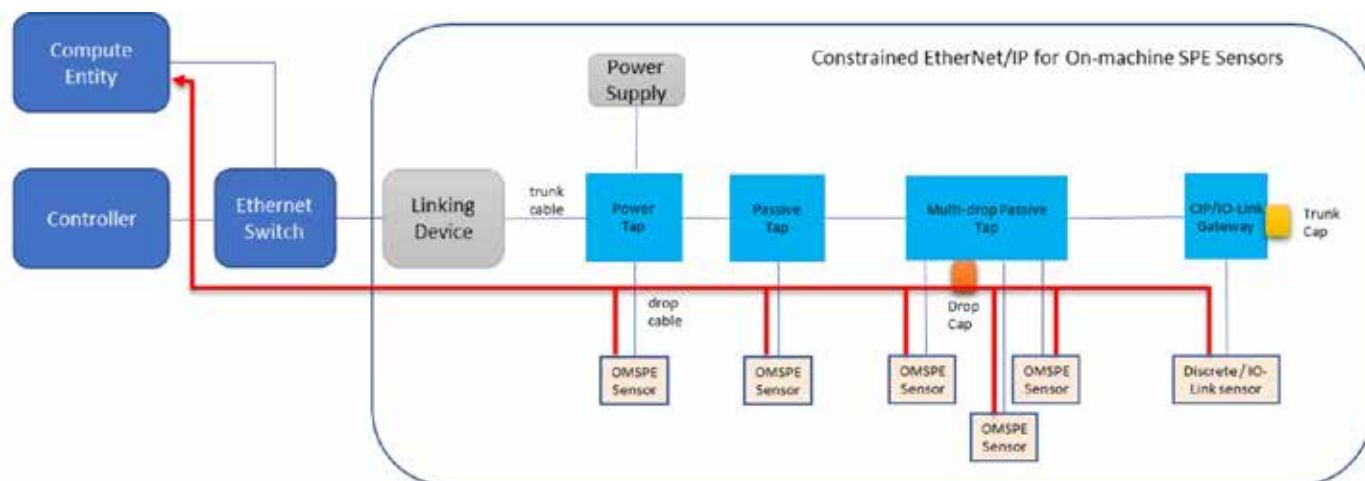 Compute
Entity
Constrained EtherNet/IP for On-machine SPE Sensors
Power
Supply
Controller
Ethernet
Switch
Linking
Device
trunk
cable
Power
Tap
Passive
Tap
Multi-drop Passive
Tap
CIP/IO-Link
Gateway
Trunk
Cap
drop
cable
Drop
Cap
OMSPE
Sensor
OMSPE
Sensor
OMSPE
Sensor
OMSPE
Sensor
Discrete / IO-
Link sensor
OMSPE
Sensor